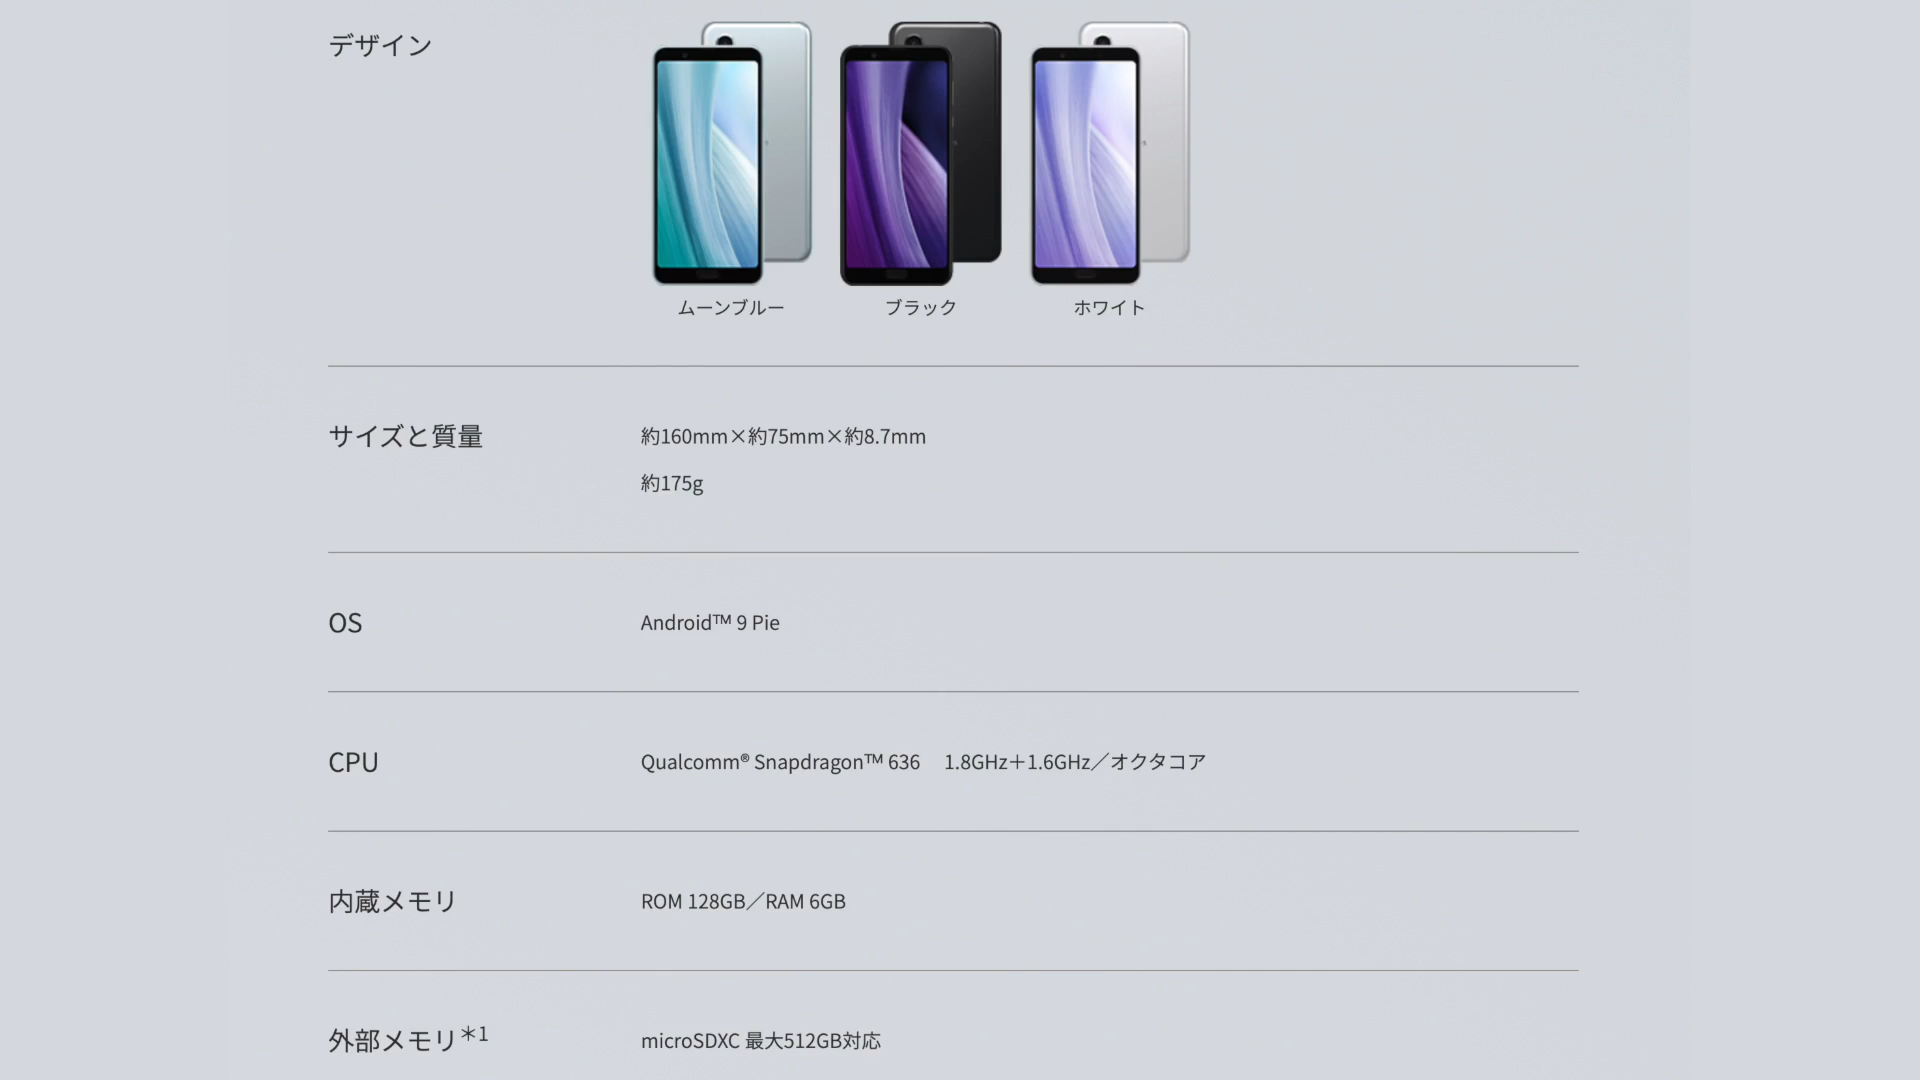 デザイン
ムーンブルー
ブラック
ホワイト
サイズと質量
約160mm×約75mm×約8.7mm
約175g
OS
Android™ 9 Pie
CPU
Qualcomm® Snapdragon™ 636　1.8GHz＋1.6GHz／オクタコア
内蔵メモリ
ROM 128GB／RAM 6GB
外部メモリ＊1
microSDXC 最大512GB対応